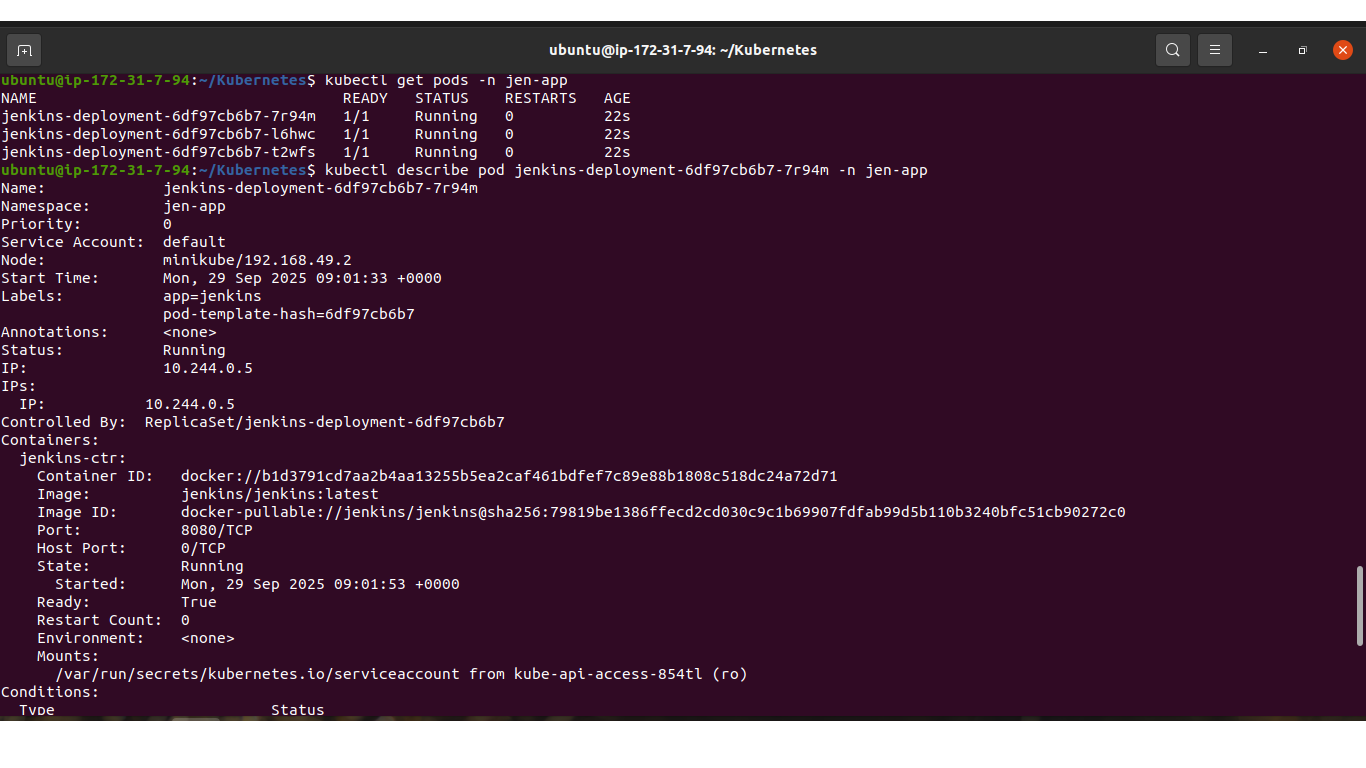 ubuntu@ip-172-31-7-94: ~/Kubernetes
ubuntu@ip-172-31-7-94:~/Kubernetes$ kubectl get pods -n jen-app
NAME                                  READY   STATUS    RESTARTS   AGE
jenkins-deployment-6df97cb6b7-7r94m   1/1     Running   0          22s
jenkins-deployment-6df97cb6b7-l6hwc   1/1     Running   0          22s
jenkins-deployment-6df97cb6b7-t2wfs   1/1     Running   0          22s
ubuntu@ip-172-31-7-94:~/Kubernetes$ kubectl describe pod jenkins-deployment-6df97cb6b7-7r94m -n jen-app
Name:             jenkins-deployment-6df97cb6b7-7r94m
Namespace:        jen-app
Priority:         0
Service Account:  default
Node:             minikube/192.168.49.2
Start Time:       Mon, 29 Sep 2025 09:01:33 +0000
Labels:           app=jenkins
                  pod-template-hash=6df97cb6b7
Annotations:      <none>
Status:           Running
IP:               10.244.0.5
IPs:
  IP:           10.244.0.5
Controlled By:  ReplicaSet/jenkins-deployment-6df97cb6b7
Containers:
  jenkins-ctr:
    Container ID:   docker://b1d3791cd7aa2b4aa13255b5ea2caf461bdfef7c89e88b1808c518dc24a72d71
    Image:          jenkins/jenkins:latest
    Image ID:       docker-pullable://jenkins/jenkins@sha256:79819be1386ffecd2cd030c9c1b69907fdfab99d5b110b3240bfc51cb90272c0
    Port:           8080/TCP
    Host Port:      0/TCP
    State:          Running
      Started:      Mon, 29 Sep 2025 09:01:53 +0000
    Ready:          True
    Restart Count:  0
    Environment:    <none>
    Mounts:
      /var/run/secrets/kubernetes.io/serviceaccount from kube-api-access-854tl (ro)
Conditions:
  Type                        Status